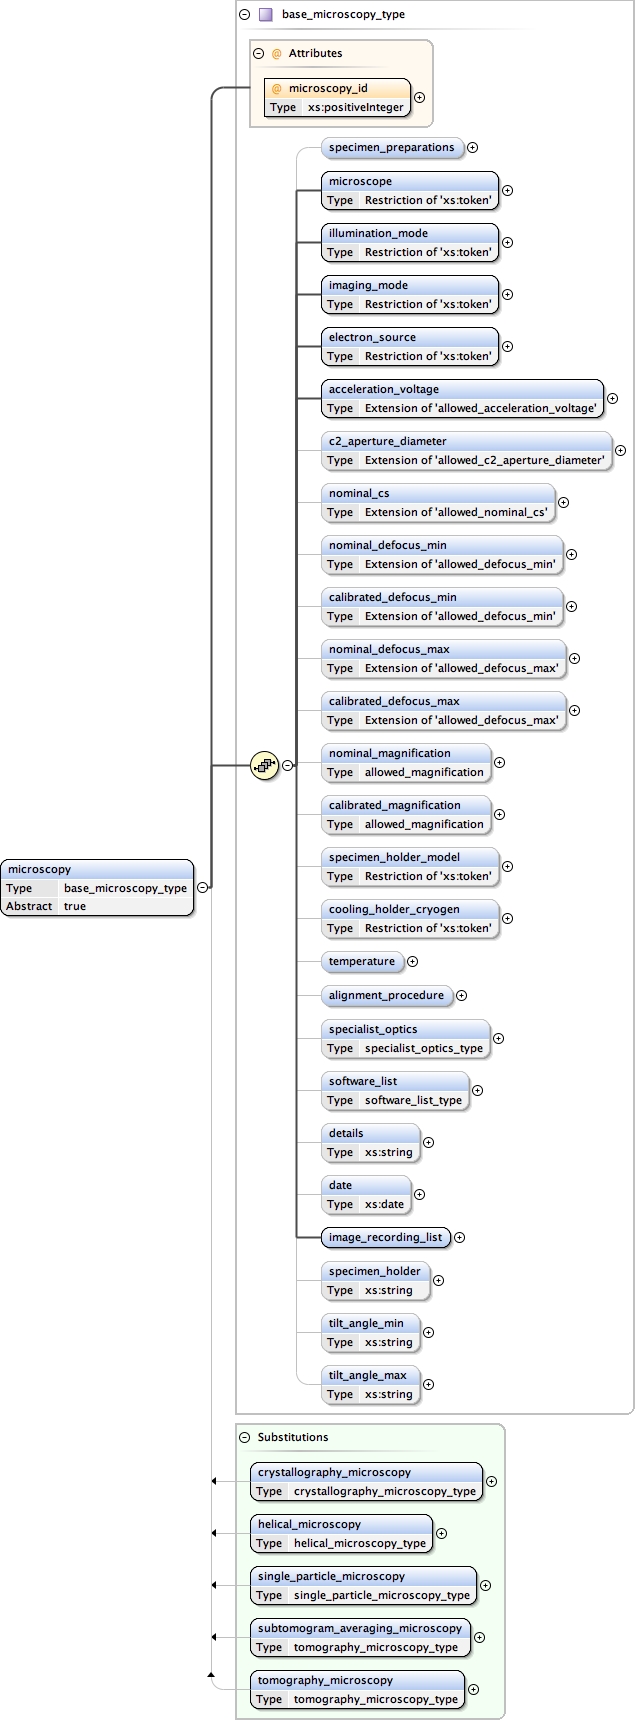 base_microscopy_type
@ Attributes
@ microscopy_id
Type xs:positiveInteger
specimen_preparations
microscope
Type Restriction of 'xs:token'
illumination_mode
Type Restriction of 'xs:token'
imaging_mode
Type Restriction of 'xs:token'
electron_source
Type Restriction of 'xs:token'
acceleration_voltage
Type Extension of 'allowed_acceleration_voltage'
c2_aperture_diameter
Type Extension of 'allowed_c2_aperture_diameter'
nominal_cs
Type Extension of 'allowed_nominal_cs'
nominal_defocus_min
Type Extension of 'allowed_defocus_min'
calibrated_defocus_min
Type Extension of 'allowed_defocus_min'
nominal_defocus_max
Type Extension of 'allowed_defocus_max'
calibrated_defocus_max
Type Extension of 'allowed_defocus_max'
nominal_magnification
Type allowed_magnification
calibrated_magnification
Type allowed_magnification
specimen_holder_model
Type Restriction of 'xs:token'
cooling_holder_cryogen
Type Restriction of 'xs:token'
temperature
alignment_procedure
specialist_optics
Type specialist_optics_type
software_list
Type software_list_type
details
Type xs:string
date
Type xs:date
image_recording_list
specimen_holder
Type xs:string
tilt_angle_min
Type xs:string
tilt_angle_max
Type xs:string
microscopy
Type base_microscopy_type
Abstract true
Substitutions
crystallography_microscopy
Type crystallography_microscopy_type
helical_microscopy
Type helical_microscopy_type
single_particle_microscopy
Type single_particle_microscopy_type
subtomogram_averaging_microscopy
Type tomography_microscopy_type
tomography_microscopy
Type tomography_microscopy_type